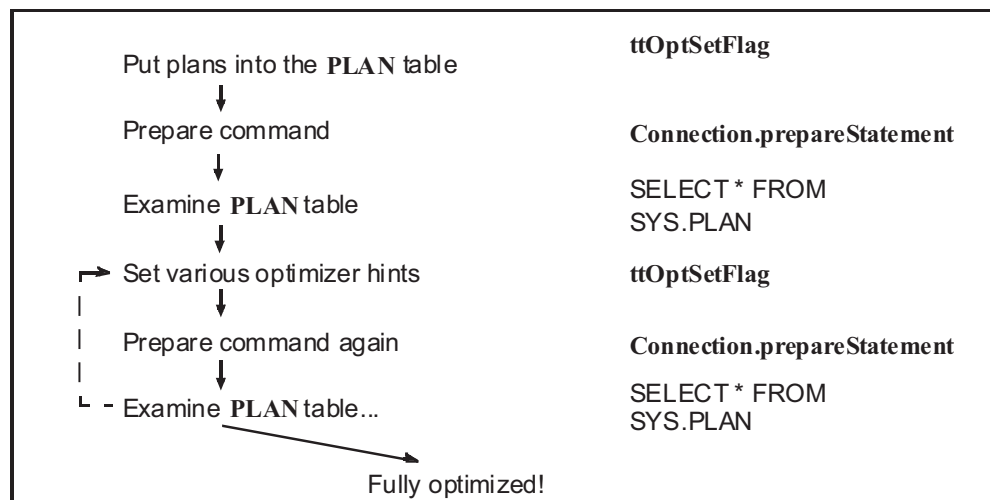 Put plans into the PLAN table
ttOptSetFlag
Prepare command
Connection.prepareStatement
Examine PLAN table
SELECT * FROM
SYS.PLAN
Set various optimizer hints
ttOptSetFlag
Prepare command again
Connection.prepareStatement
Examine PLAN table...
SELECT * FROM
SYS.PLAN
Fully optimized!